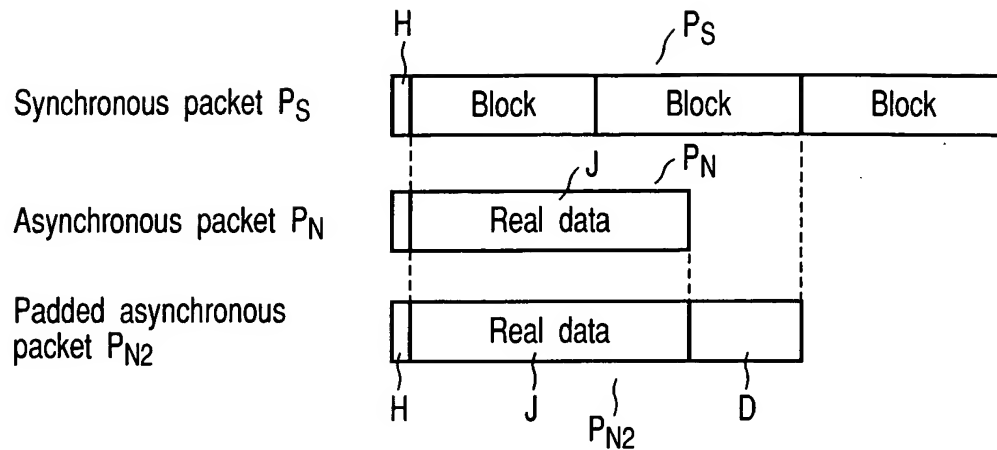 H
P_S
Synchronous packet P_S
Block
Block
Block
J
P_N
Asynchronous packet P_N
Real data
Padded asynchronous
packet P_N2
Real data
H
J
P_N2
D